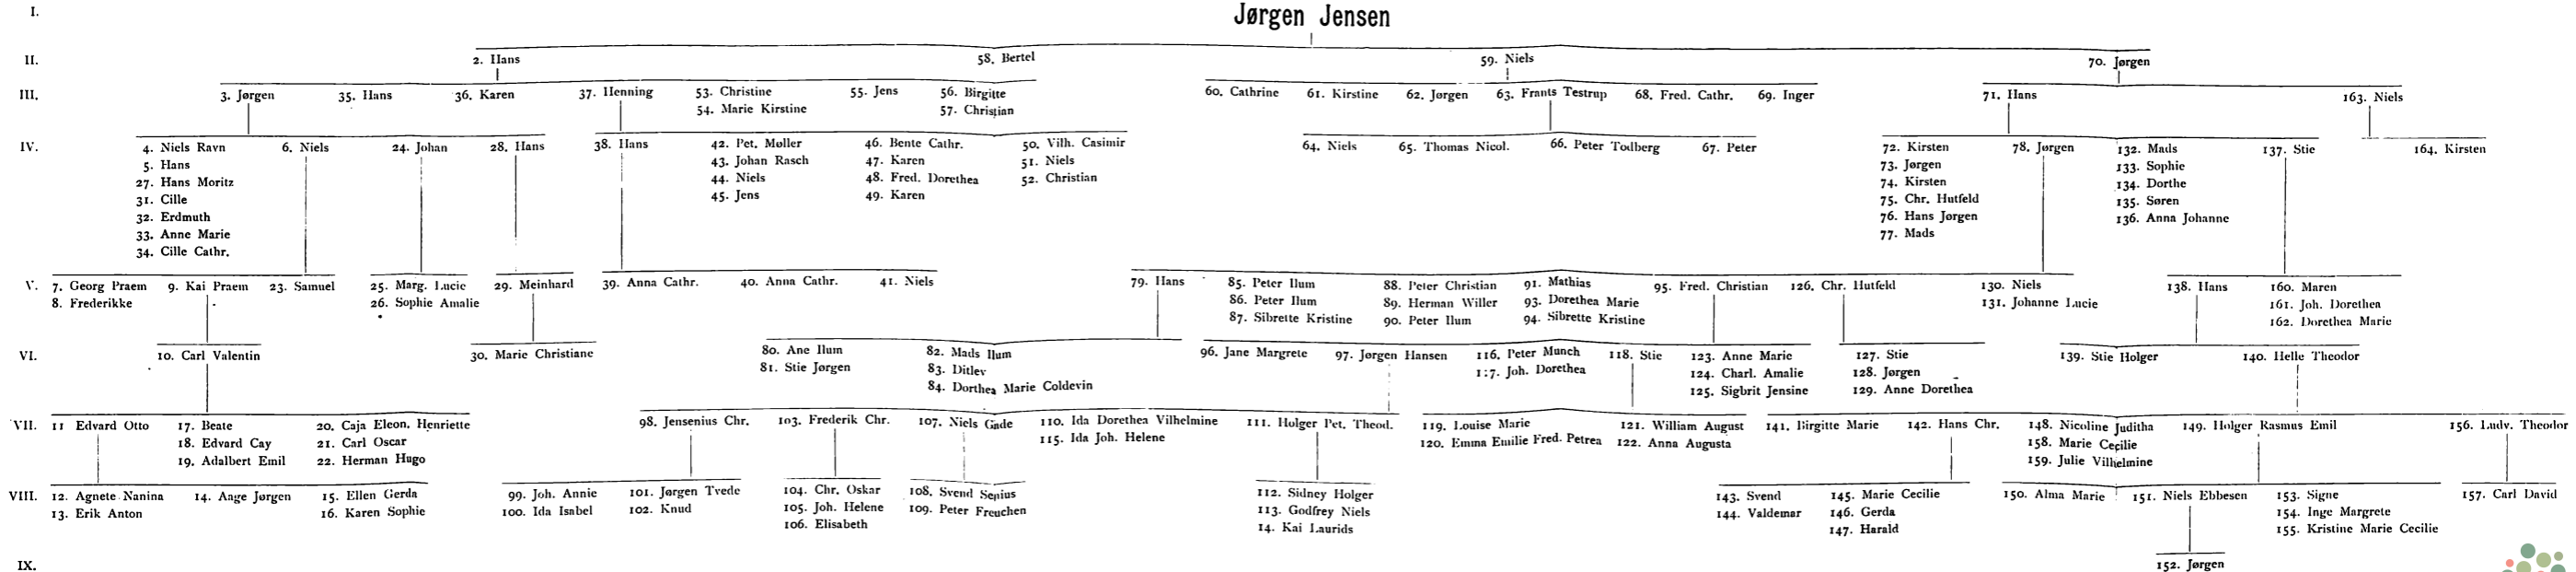 I.
Jørgen Jensen
II.
2. Hans
58. Bertel
59. Niels
70. Jørgen
III.
3. Jørgen
35. Hans
36. Karen
37. Henning
53. Christine
54. Marie Kirstine
55. Jens
56. Birgitte
57. Christian
60. Cathrine
61. Kirstine
62. Jørgen
63. Frants Testrup
68. Fred. Cathr.
69. Inger
71. Hans
163. Niels
IV.
4. Niels Ravn
5. Hans
27. Hans Moritz
31. Cille
32. Erdmuth
33. Anne Marie
34. Cille Cathr.
6. Niels
24. Johan
28. Hans
38. Hans
42. Pet. Møller
43. Johan Rasch
44. Niels
45. Jens
46. Bente Cathr.
47. Karen
48. Fred. Dorethea
49. Karen
50. Vilh. Casimir
51. Niels
52. Christian
64. Niels
65. Thomas Nicol.
66. Peter Todberg
67. Peter
72. Kirsten
73. Jørgen
74. Kirsten
75. Chr. Hutfeld
76. Hans Jørgen
77. Mads
78. Jørgen
132. Mads
133. Sophie
134. Dorthe
135. Søren
136. Anna Johanne
137. Stie
164. Kirsten
V.
7. Georg Praem
8. Frederikke
9. Kai Praem
23. Samuel
25. Marg. Lucie
26. Sophie Amalie
29. Meinhard
39. Anna Cathr.
40. Anna Cathr.
41. Niels
79. Hans
85. Peter Ilum
86. Peter Ilum
87. Sibrette Kristine
88. Peter Christian
89. Herman Willer
90. Peter Ilum
91. Mathias
93. Dorethea Marie
94. Sibrette Kristine
95. Fred. Christian
126. Chr. Hutfeld
130. Niels
131. Johanne Lucie
138. Hans
160. Maren
161. Joh. Dorethea
162. Dorethea Marie
VI.
10. Carl Valentin
30. Marie Christiane
80. Ane Ilum
81. Stie Jørgen
82. Mads Ilum
83. Ditlev
84. Dorthea Marie Coldevin
96. Jane Margrete
97. Jørgen Hansen
116. Peter Munch
1:7. Joh. Dorethea
118. Stie
123. Anne Marie
124. Charl. Amalie
125. Sigbrit Jensine
127. Stie
128. Jørgen
129. Anne Dorethea
139. Stie Holger
140. Helle Theodor
VII.
11 Edvard Otto
17. Beate
18. Edvard Cay
19. Adalbert Emil
20. Caja Eleon. Henriette
21. Carl Oscar
22. Herman Hugo
98. Jensenius Chr.
103. Frederik Chr.
107. Niels Gade
110. Ida Dorethea Vilhelmine
115. Ida Joh. Helene
111. Holger Pet. Theod.
119. Louise Marie
120. Emma Emilie Fred. Petrea
121. William August
122. Anna Augusta
141. Birgitte Marie
142. Hans Chr.
148. Nicoline Juditha
158. Marie Cecilie
159. Julie Vilhelmine
149. Holger Rasmus Emil
156. Ludv. Theodor
VIII.
12. Agnete Nanina
13. Erik Anton
14. Aage Jørgen
15. Ellen Gerda
16. Karen Sophie
99. Joh. Annie
100. Ida Isabel
101. Jørgen Tvede
102. Knud
104. Chr. Oskar
105. Joh. Helene
106. Elisabeth
108. Svend Senius
109. Peter Freuchen
112. Sidney Holger
113. Godfrey Niels
14. Kai Laurids
143. Svend
144. Valdemar
145. Marie Cecilie
146. Gerda
147. Harald
150. Alma Marie
151. Niels Ebbesen
153. Signe
154. Inge Margrete
155. Kristine Marie Cecilie
157. Carl David
IX.
152. Jørgen